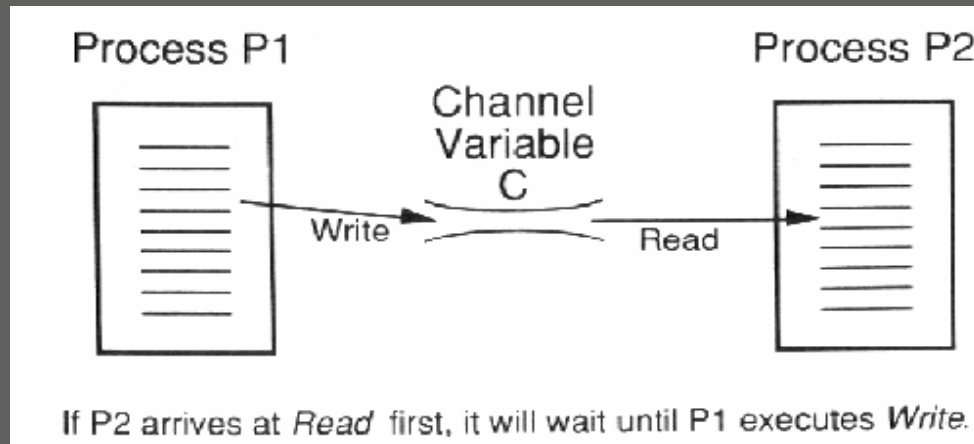 Process P1
Process P2
Channel
Variable
C
Write
Read
If P2 arrives at Read first, it will wait until P1 executes Write.